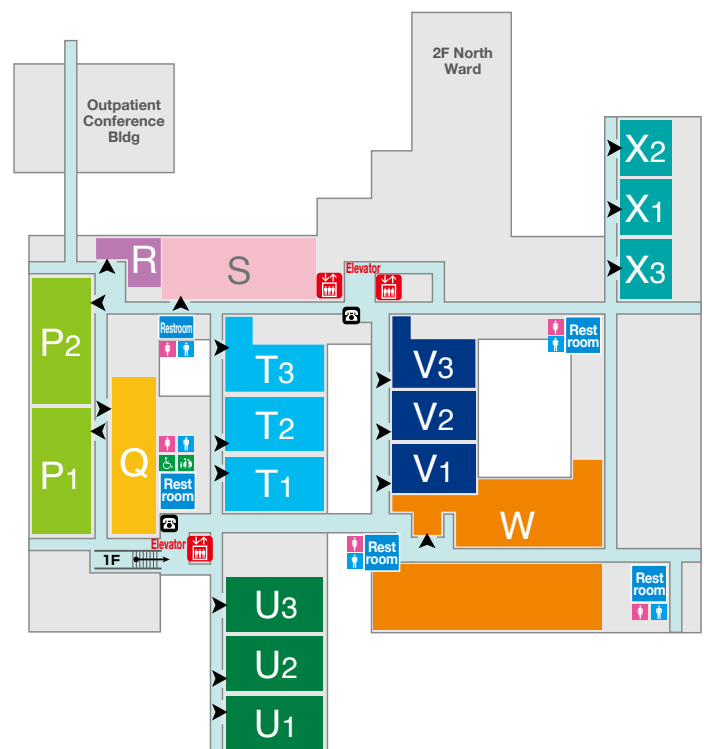 2F North
Ward
Outpatient
Conference
Bldg
X2
X1
X3
R
S
Elevator
P2
Restroom
Rest
room
T3
V3
T2
V2
P1
Q
Rest
room
T1
V1
W
Elevator
1F
Rest
room
Rest
room
U3
U2
U1